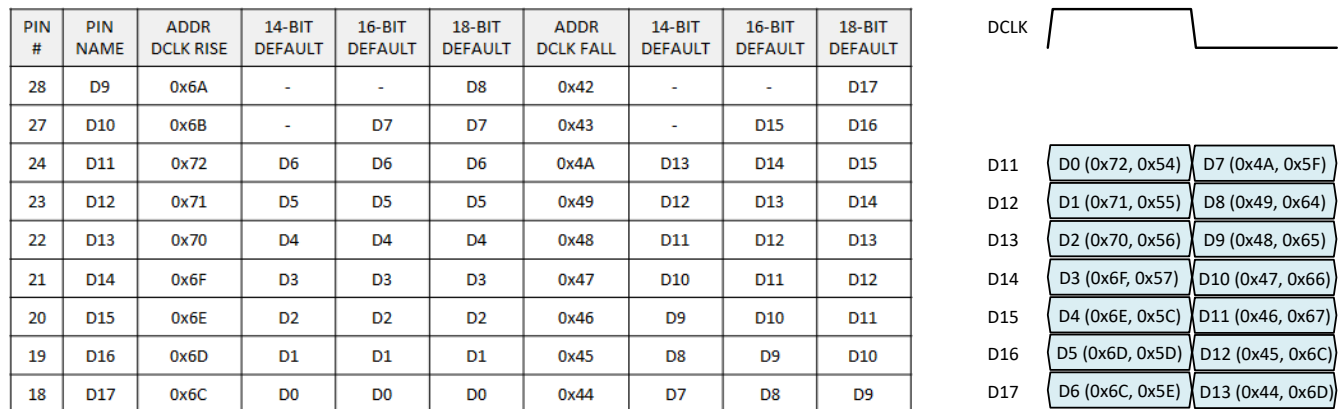 PIN # PIN NAME ADDR DCLK RISE 14-BIT DEFAULT 16-BIT DEFAULT 18-BIT DEFAULT ADDR DCLK FALL 14-BIT DEFAULT 16-BIT DEFAULT 18-BIT DEFAULT
28 D9 0x6A - - D8 0x42 - - D17
27 D10 0x6B - D7 D7 0x43 - D15 D16
24 D11 0x72 D6 D6 D6 0x4A D13 D14 D15
23 D12 0x71 D5 D5 D5 0x49 D12 D13 D14
22 D13 0x70 D4 D4 D4 0x48 D11 D12 D13
21 D14 0x6F D3 D3 D3 0x47 D10 D11 D12
20 D15 0x6E D2 D2 D2 0x46 D9 D10 D11
19 D16 0x6D D1 D1 D1 0x45 D8 D9 D10
18 D17 0x6C D0 D0 D0 0x44 D7 D8 D9
DCLK
D11 D0 (0x72, 0x54) D7 (0x4A, 0x5F)
D12 D1 (0x71, 0x55) D8 (0x49, 0x64)
D13 D2 (0x70, 0x56) D9 (0x48, 0x65)
D14 D3 (0x6F, 0x57) D10 (0x47, 0x66)
D15 D4 (0x6E, 0x5C) D11 (0x46, 0x67)
D16 D5 (0x6D, 0x5D) D12 (0x45, 0x6C)
D17 D6 (0x6C, 0x5E) D13 (0x44, 0x6D)